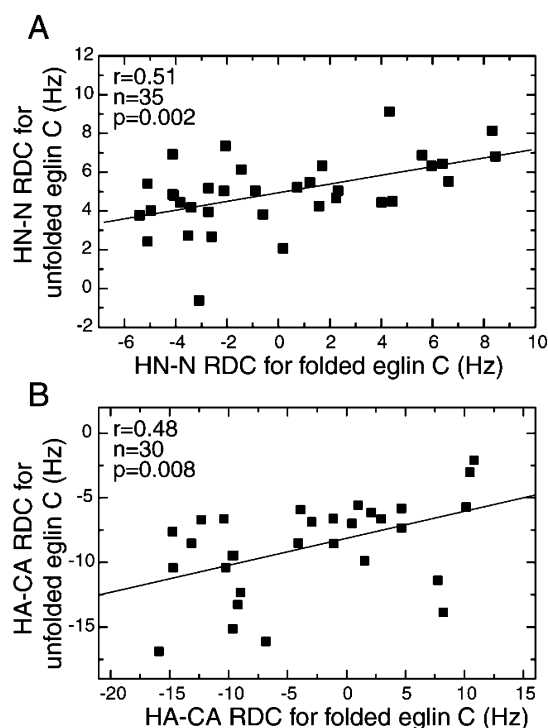 A
r=0.51
n=35
p=0.002
HN-N RDC for
unfolded eglin C (Hz)
12
10
8
6
4
2
0
-2
-6 -4 -2 0 2 4 6 8 10
HN-N RDC for folded eglin C (Hz)
B
r=0.48
n=30
p=0.008
HA-CA RDC for
unfolded eglin C (Hz)
0
-5
-10
-15
-20 -15 -10 -5 0 5 10 15
HA-CA RDC for folded eglin C (Hz)